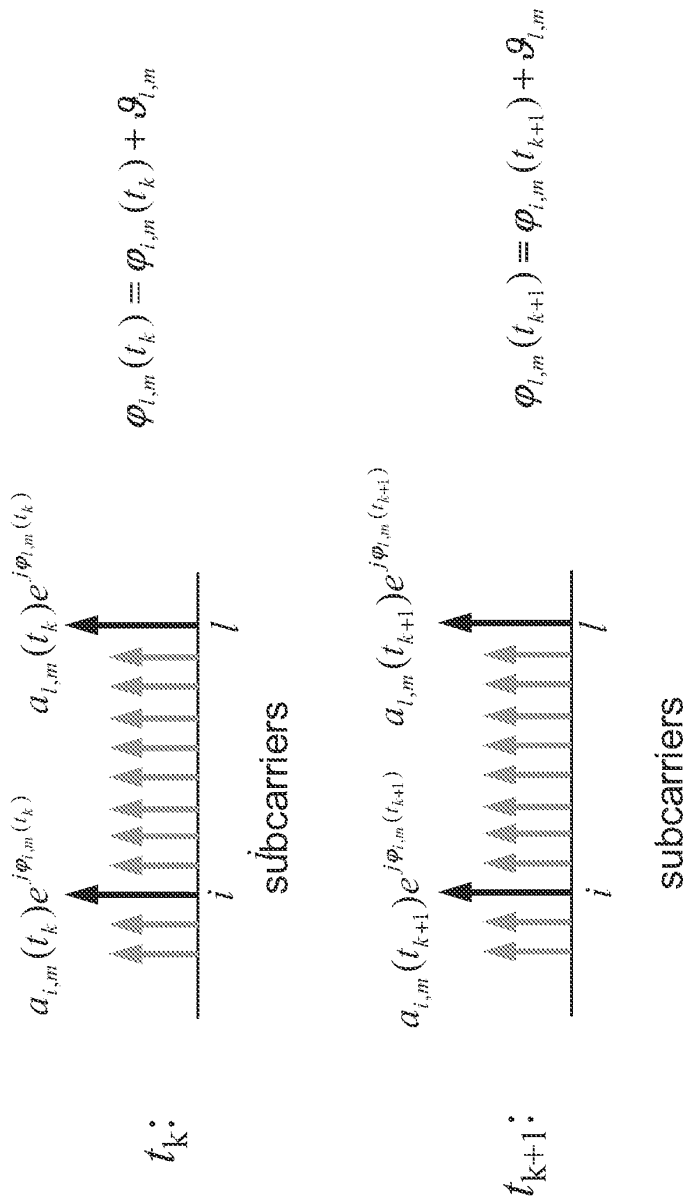 a_{i,m}(t_k)e^{jφ_{i,m}(t_k)} a_{l,m}(t_k)e^{jφ_{l,m}(t_k)}
t_k: φ_{l,m}(t_k) = φ_{i,m}(t_k) + ϑ_{l,m}
i l
subcarriers
a_{i,m}(t_{k+1})e^{jφ_{i,m}(t_{k+1})} a_{l,m}(t_{k+1})e^{jφ_{l,m}(t_{k+1})}
t_{k+1}: φ_{l,m}(t_{k+1}) = φ_{i,m}(t_{k+1}) + ϑ_{l,m}
i l
subcarriers